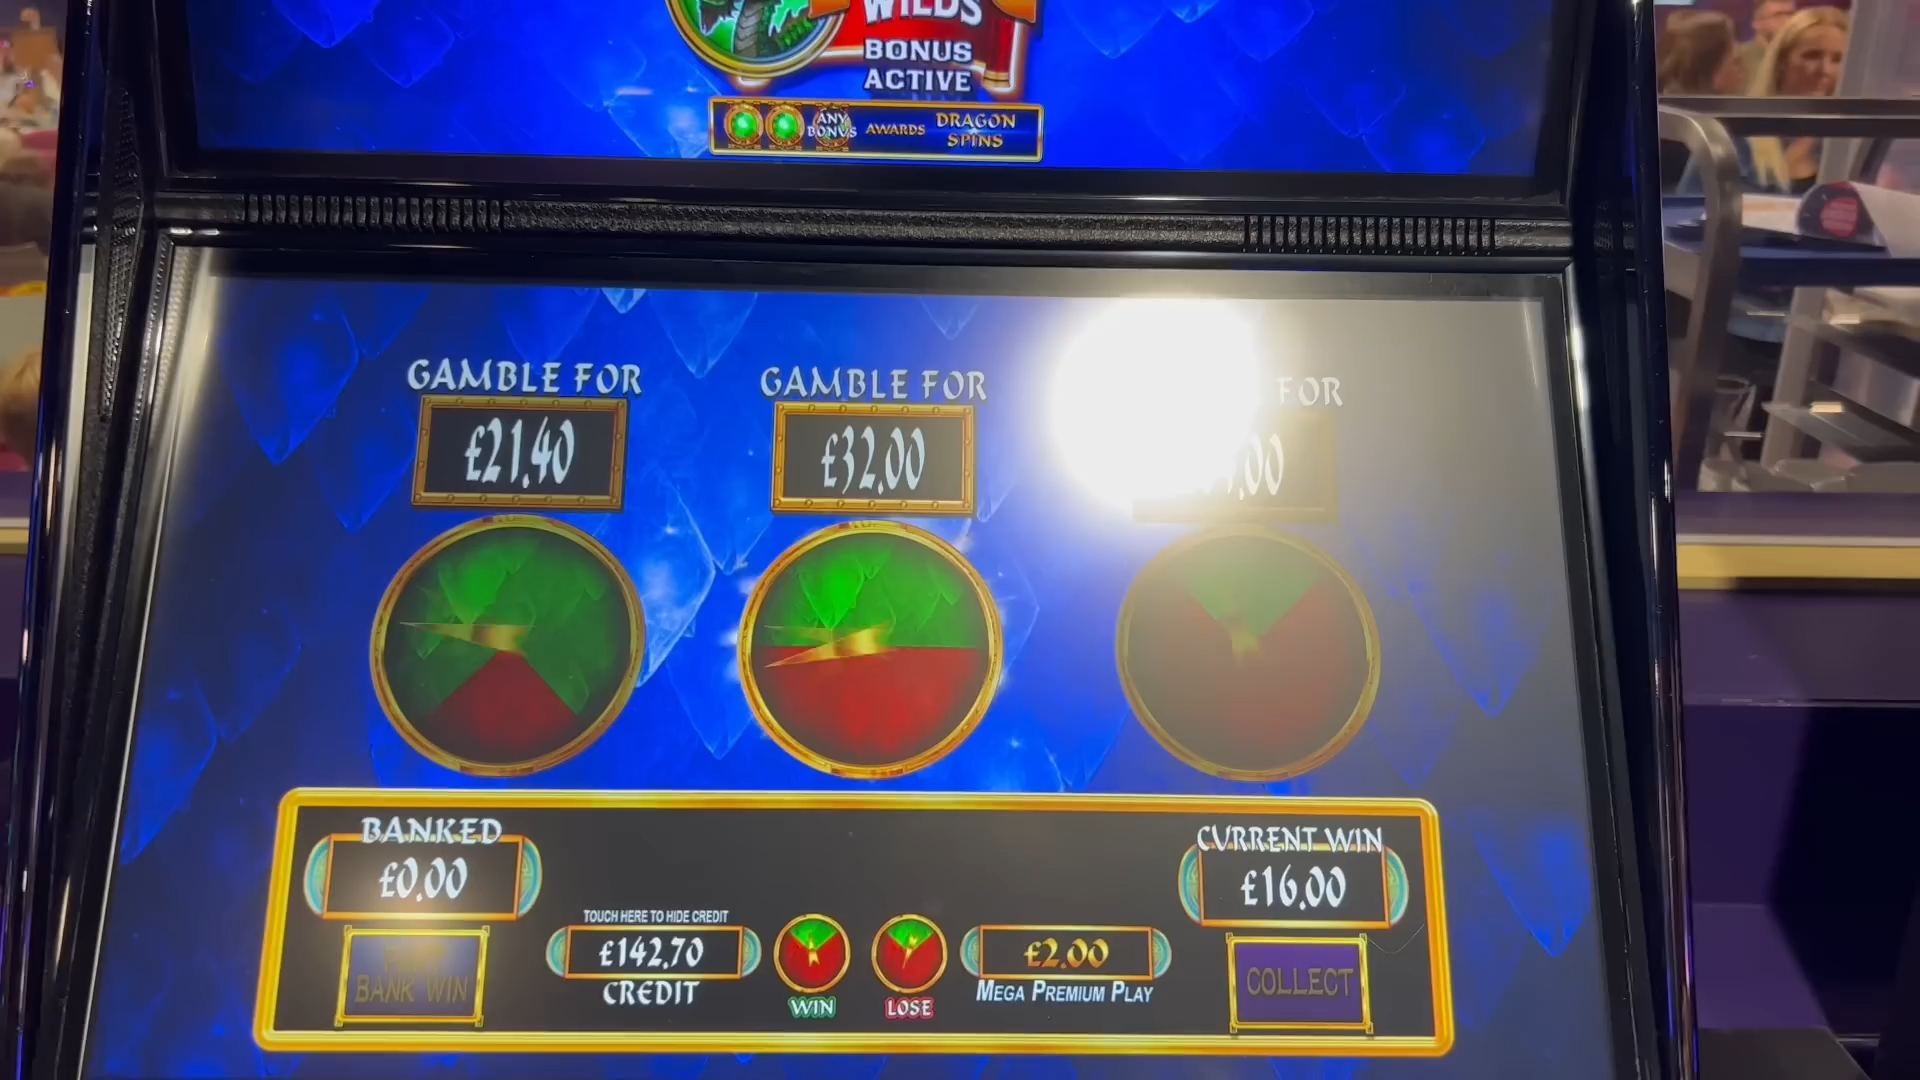 WILDS
BONUS
ACTIVE
ANY
BONUS
AWARDS
DRAGON
SPINS
GAMBLE FOR
£21.40
GAMBLE FOR
£32.00
FOR
.00
BANKED
£0.00
BANK WIN
TOUCH HERE TO HIDE CREDIT
£142.70
CREDIT
WIN
LOSE
£2.00
MEGA PREMIUM PLAY
CURRENT WIN
£16.00
COLLECT